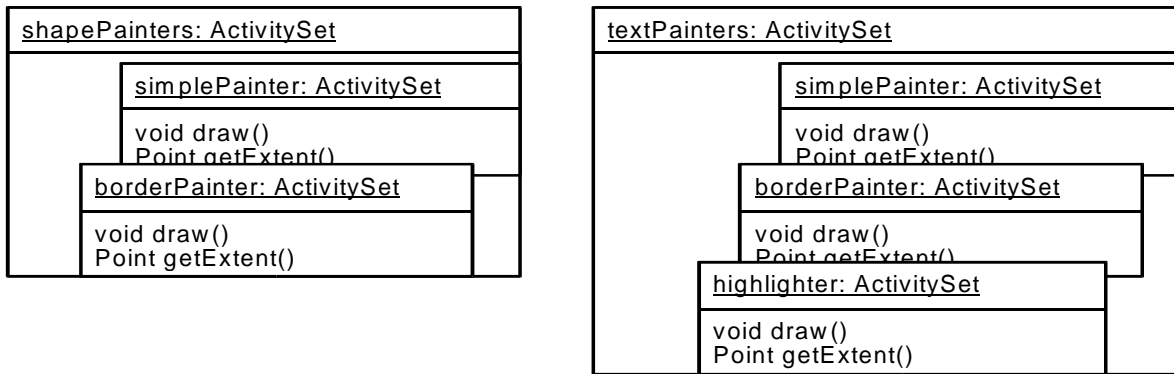 shapePainters: ActivitySet
simplePainter: ActivitySet
void draw()
Point getExtent()
borderPainter: ActivitySet
void draw()
Point getExtent()
textPainters: ActivitySet
simplePainter: ActivitySet
void draw()
Point getExtent()
borderPainter: ActivitySet
void draw()
Point getExtent()
highlighter: ActivitySet
void draw()
Point getExtent()